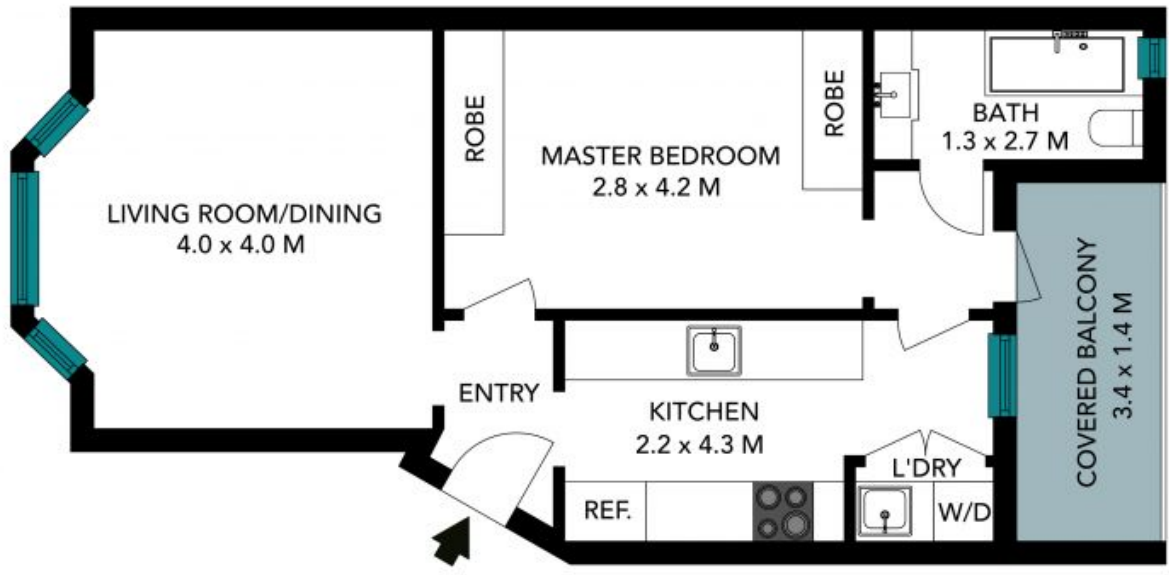 LIVING ROOM/DINING
4.0 x 4.0 M
ROBE
MASTER BEDROOM
2.8 x 4.2 M
ROBE
BATH
1.3 x 2.7 M
ENTRY
KITCHEN
2.2 x 4.3 M
REF.
L'DRY
W/D
COVERED BALCONY
3.4 x 1.4 M